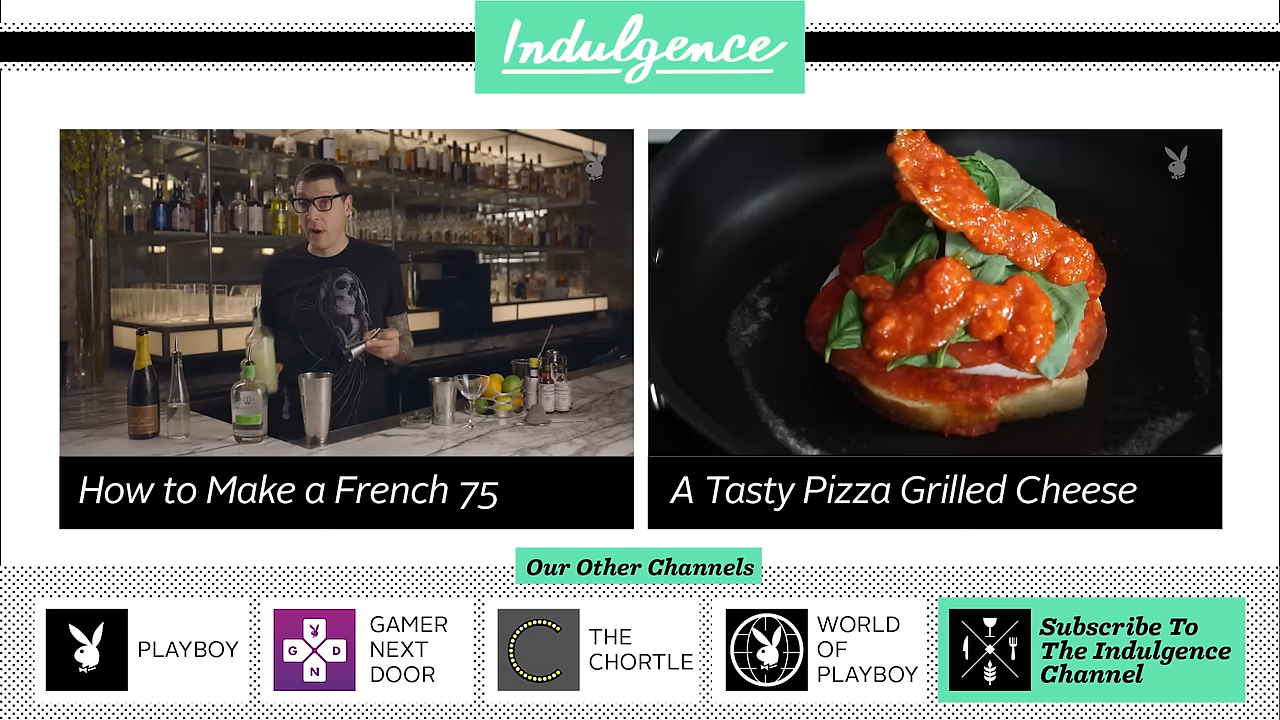 Indulgence
How to Make a French 75
A Tasty Pizza Grilled Cheese
Our Other Channels
PLAYBOY
G D
N
GAMER
NEXT
DOOR
C
THE
CHORTLE
WORLD
OF
PLAYBOY
Subscribe To
The Indulgence
Channel